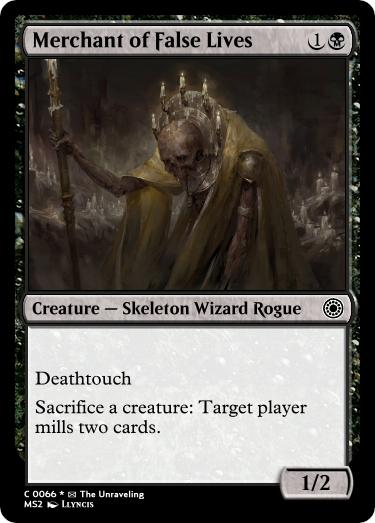 Merchant of False Lives 1
Creature — Skeleton Wizard Rogue
Deathtouch
Sacrifice a creature: Target player
mills two cards.
1/2
C 0066 * The Unraveling
MS2 Llyncis